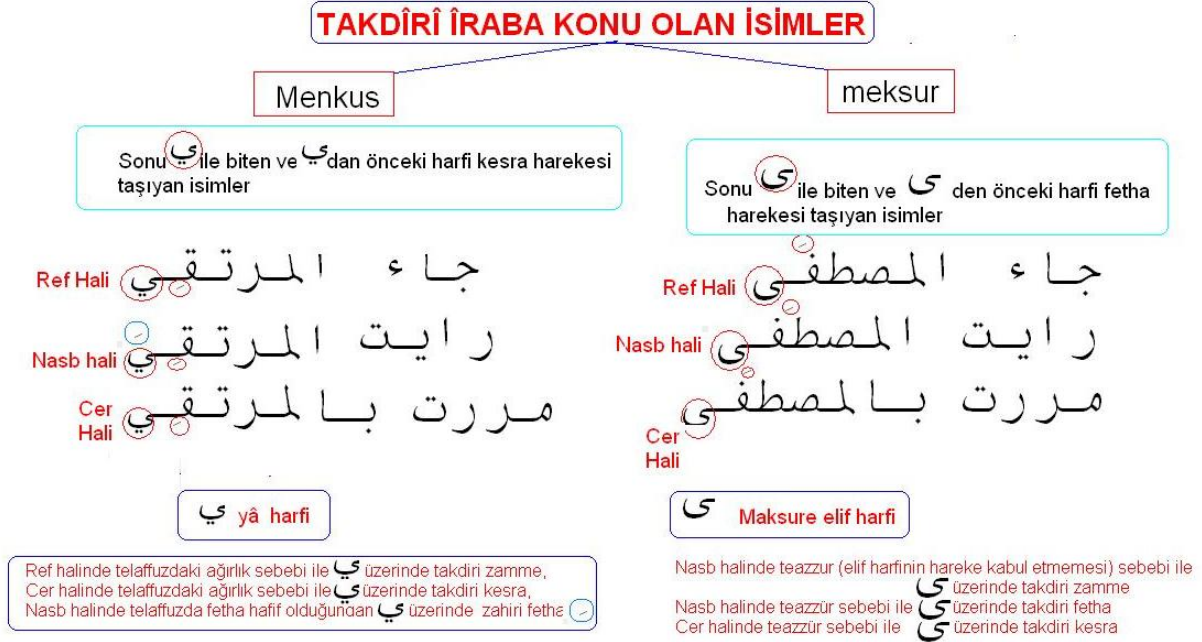 TAKDÎRÎ ÎRABA KONU OLAN İSİMLER
Menkus
Sonu ي ile biten ve ي dan önceki harfi kesra harekesi
taşıyan isimler
Ref Hali جاء المرتقي
Nasb hali رايت المرتقي
Cer
Hali مررت بالمرتقي
ي yâ harfi
Ref halinde telaffuzdaki ağırlık sebebi ile ي üzerinde takdiri zamme,
Cer halinde telaffuzdaki ağırlık sebebi ile ي üzerinde takdiri kesra,
Nasb halinde telaffuzda fetha hafif olduğundan ي üzerinde zahiri fetha
meksur
Sonu ى ile biten ve ى den önceki harfi fetha
harekesi taşıyan isimler
Ref Hali جاء المصطفى
Nasb hali رايت المصطفى
Cer
Hali مررت بالمصطفى
ى Maksure elif harfi
Nasb halinde teazzur (elif harfinin hareke kabul etmemesi) sebebi ile
ى üzerinde takdiri zamme
Nasb halinde teazzür sebebi ile ى üzerinde takdiri fetha
Cer halinde teazzür sebebi ile ى üzerinde takdiri kesra